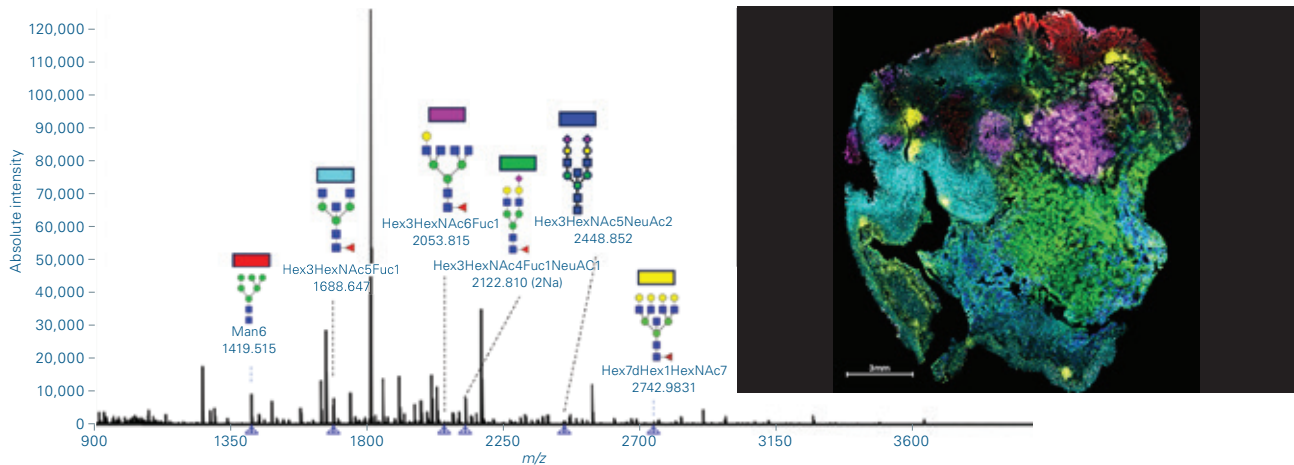 Absolute intensity
120,000
110,000
100,000
90,000
80,000
70,000
60,000
50,000
40,000
30,000
20,000
10,000
0
900
1350
1800
2250
2700
3150
3600
m/z
Man6
1419.515
Hex3HexNAc5Fuc1
1688.647
Hex3HexNAc6Fuc1
2053.815
Hex3HexNAc4Fuc1NeuAC1
2122.810 (2Na)
Hex3HexNAc5NeuAc2
2448.852
Hex7dHex1HexNAc7
2742.9831
3mm